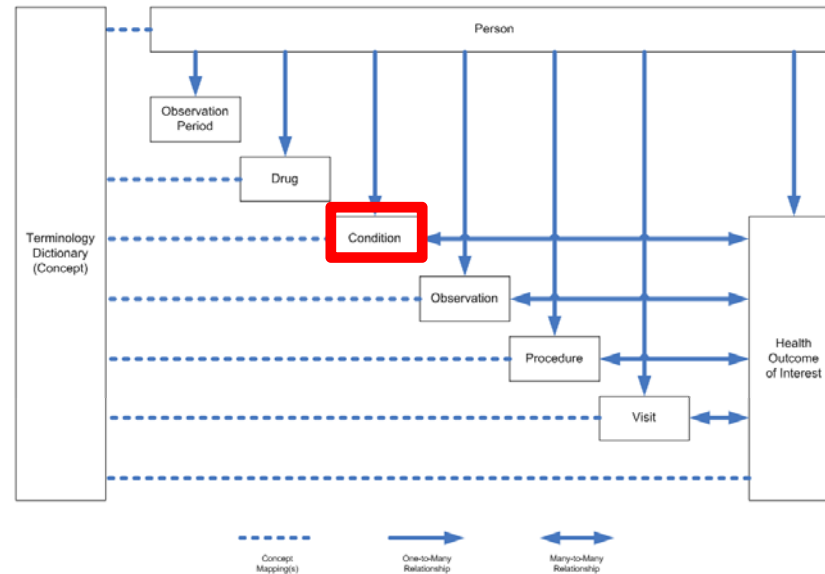 Person
Observation
Period
Drug
Terminology
Dictionary
(Concept)
Condition
Observation
Procedure
Health
Outcome
of Interest
Visit
Concept
Mapping(s)
One-to-Many
Relationship
Many-to-Many
Relationship